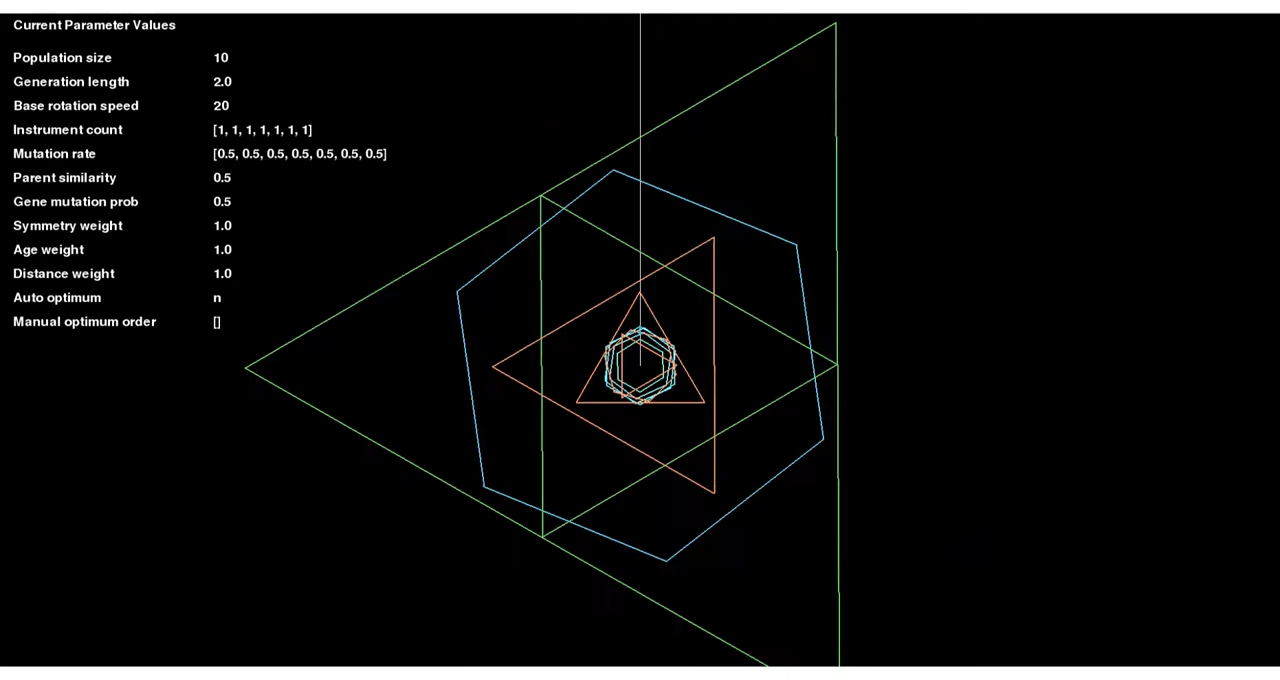 Current Parameter Values
Population size 10
Generation length 2.0
Base rotation speed 20
Instrument count [1, 1, 1, 1, 1, 1, 1]
Mutation rate [0.5, 0.5, 0.5, 0.5, 0.5, 0.5, 0.5]
Parent similarity 0.5
Gene mutation prob 0.5
Symmetry weight 1.0
Age weight 1.0
Distance weight 1.0
Auto optimum n
Manual optimum order []